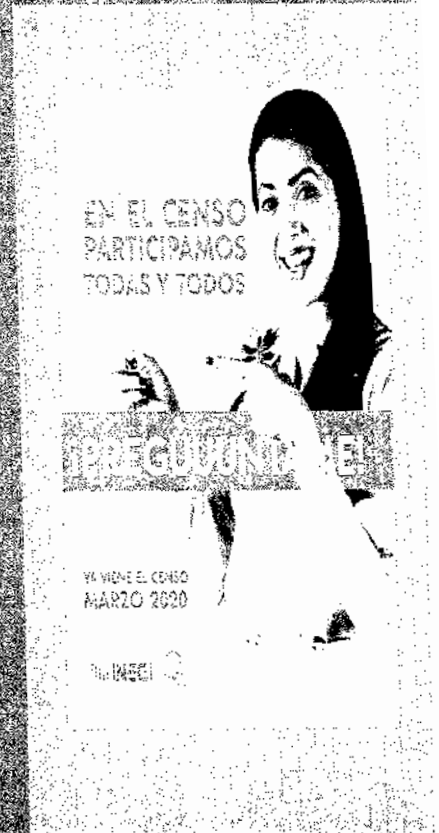 EN EL CENSO
PARTICIPAMOS
TODAS Y TODOS
YA VIENE EL CENSO
MARZO 2020
INEGI